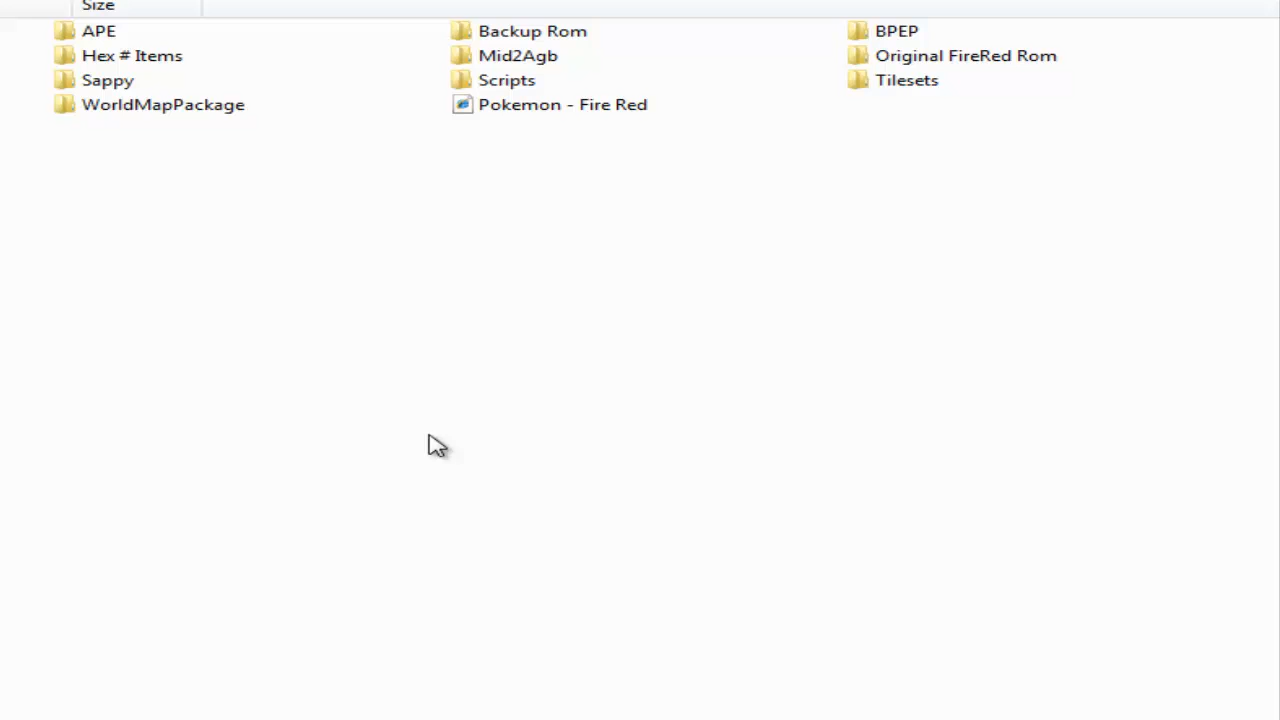 Size
APE Backup Rom BPEP
Hex # Items Mid2Agb Original FireRed Rom
Sappy Scripts Tilesets
WorldMapPackage Pokemon - Fire Red